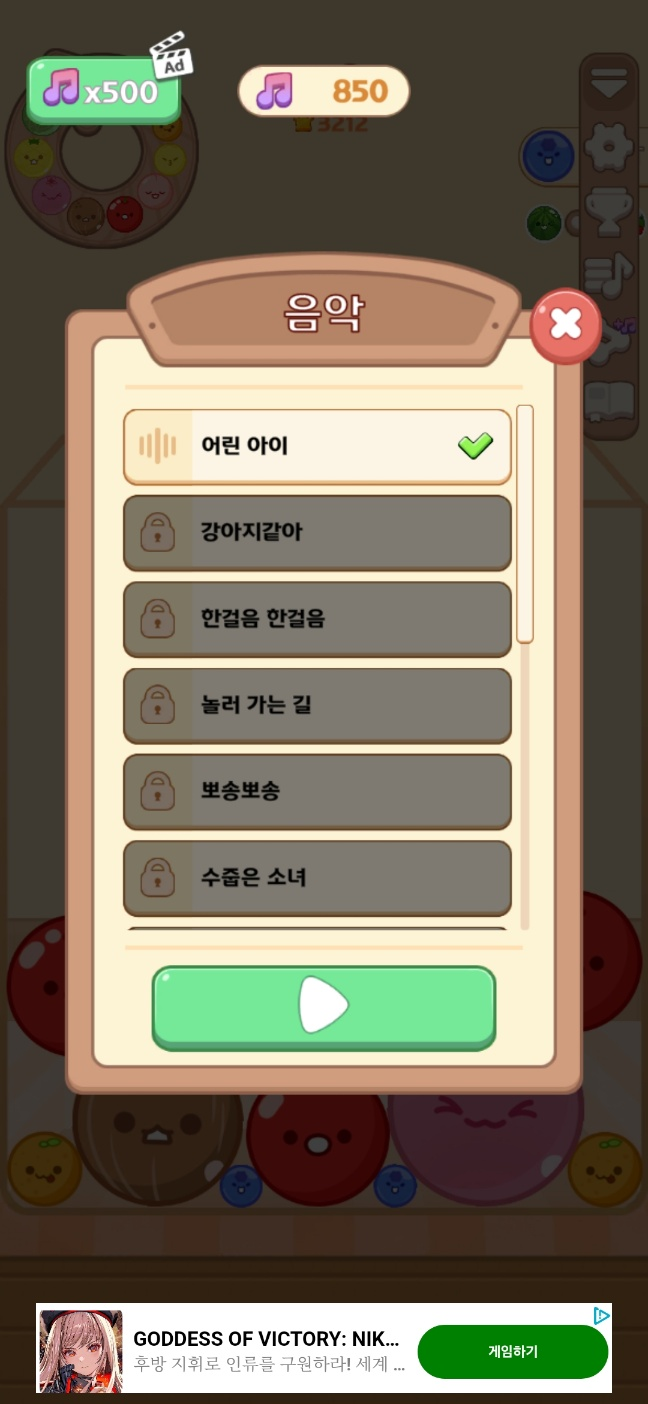 Ad
x500
850
3212
음악
어린 아이
강아지같아
한걸음 한걸음
놀러 가는 길
뽀송뽀송
수줍은 소녀
GODDESS OF VICTORY: NIK...
후방 지휘로 인류를 구원하라! 세계 ...
게임하기